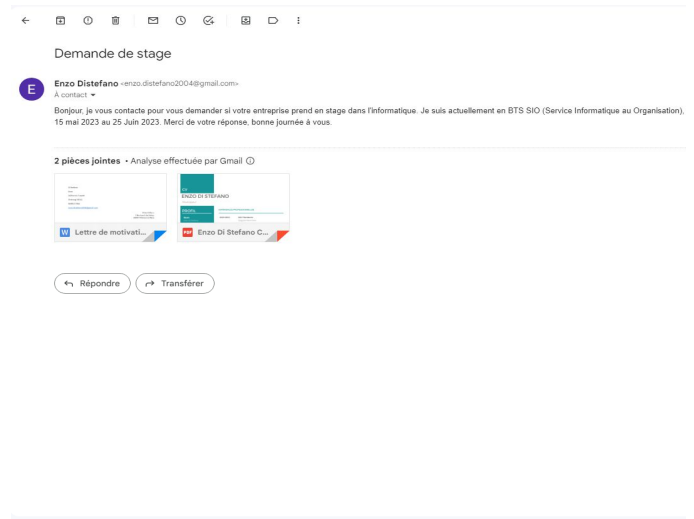 Demande de stage
E
Enzo Distefano <enzo.distefano2004@gmail.com>
À contact
Bonjour, je vous contacte pour vous demander si votre entreprise prend en stage dans l'informatique. Je suis actuellement en BTS SIO (Service Informatique au Organisation),
15 mai 2023 au 25 Juin 2023. Merci de votre réponse, bonne journée à vous.
2 pièces jointes • Analyse effectuée par Gmail
ENZO DI STEFANO
W Lettre de motivati...
PDF Enzo Di Stefano C...
Répondre
Transférer